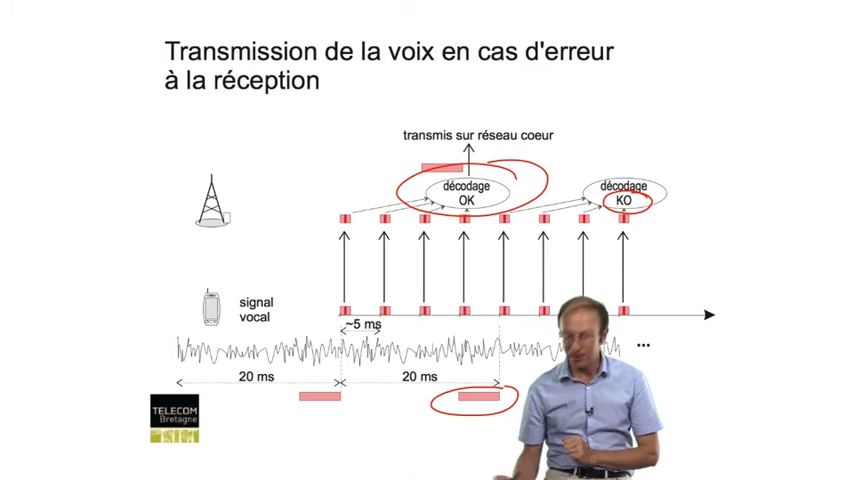 Transmission de la voix en cas d'erreur
à la réception
transmis sur réseau coeur
décodage
OK
décodage
KO
signal
vocal
~5 ms
...
20 ms
20 ms
TELECOM
Bretagne